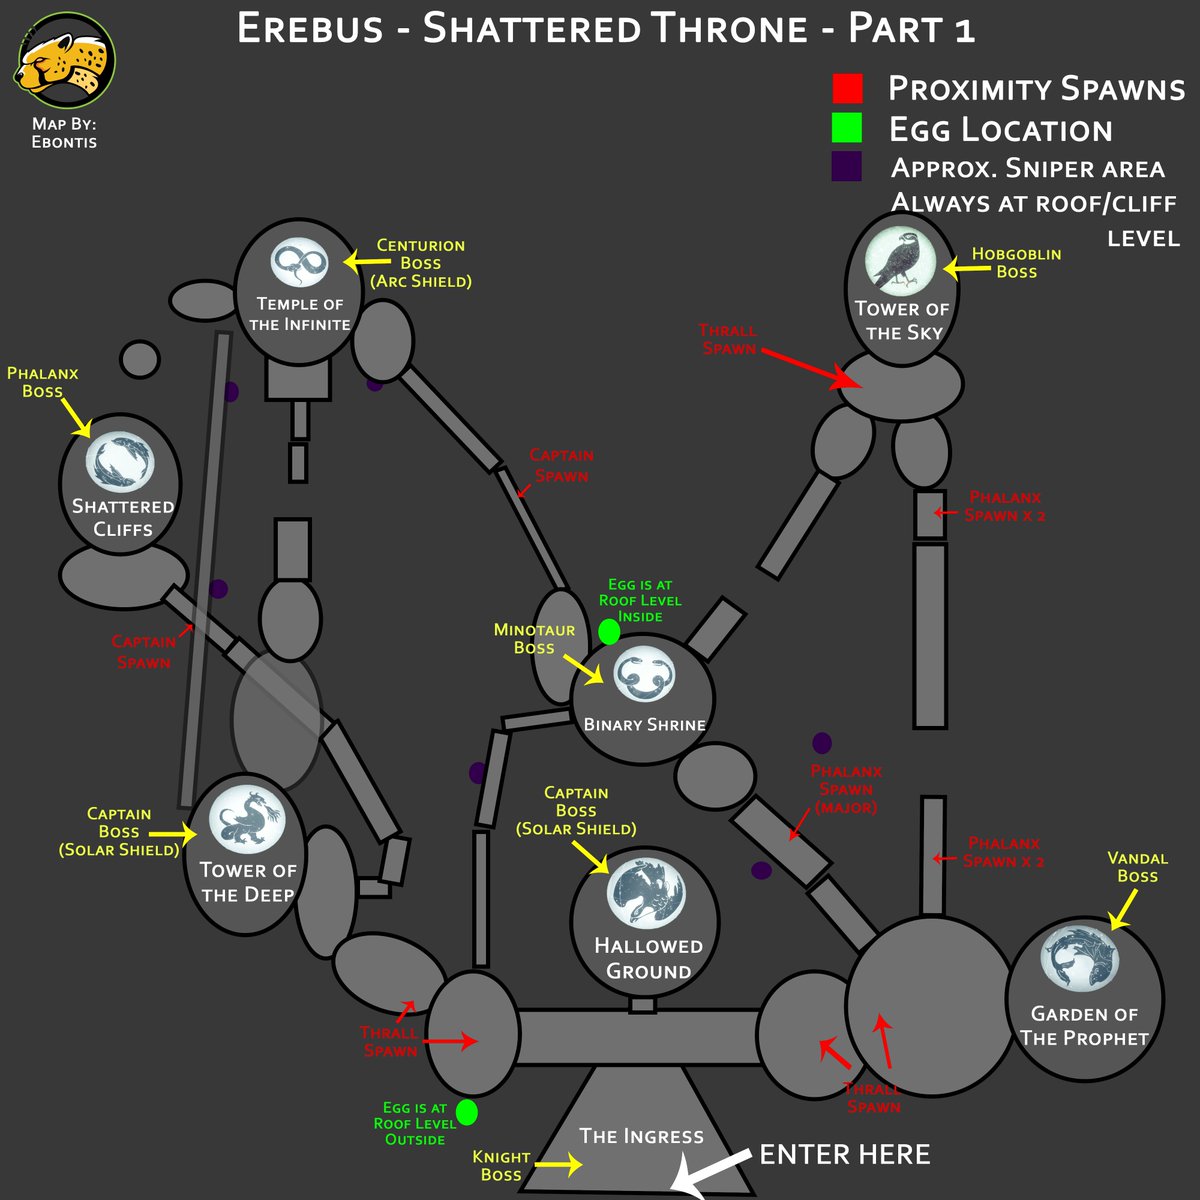 Erebus - Shattered Throne - Part 1
Map By:
Ebontis
Proximity Spawns
Egg Location
Approx. Sniper area
Always at roof/cliff
level
Centurion
Boss
(Arc Shield)
Temple of
the Infinite
Hobgoblin
Boss
Tower of
the Sky
Thrall
Spawn
Phalanx
Boss
Shattered
Cliffs
Captain
Spawn
Phalanx
Spawn x 2
Captain
Spawn
Egg is at
Roof Level
Inside
Minotaur
Boss
Binary Shrine
Phalanx
Spawn
(major)
Captain
Boss
(Solar Shield)
Tower of
the Deep
Captain
Boss
(Solar Shield)
Hallowed
Ground
Phalanx
Spawn x 2
Vandal
Boss
Garden of
The Prophet
Thrall
Spawn
Thrall
Spawn
Egg is at
Roof Level
Outside
Knight
Boss
The Ingress
ENTER HERE